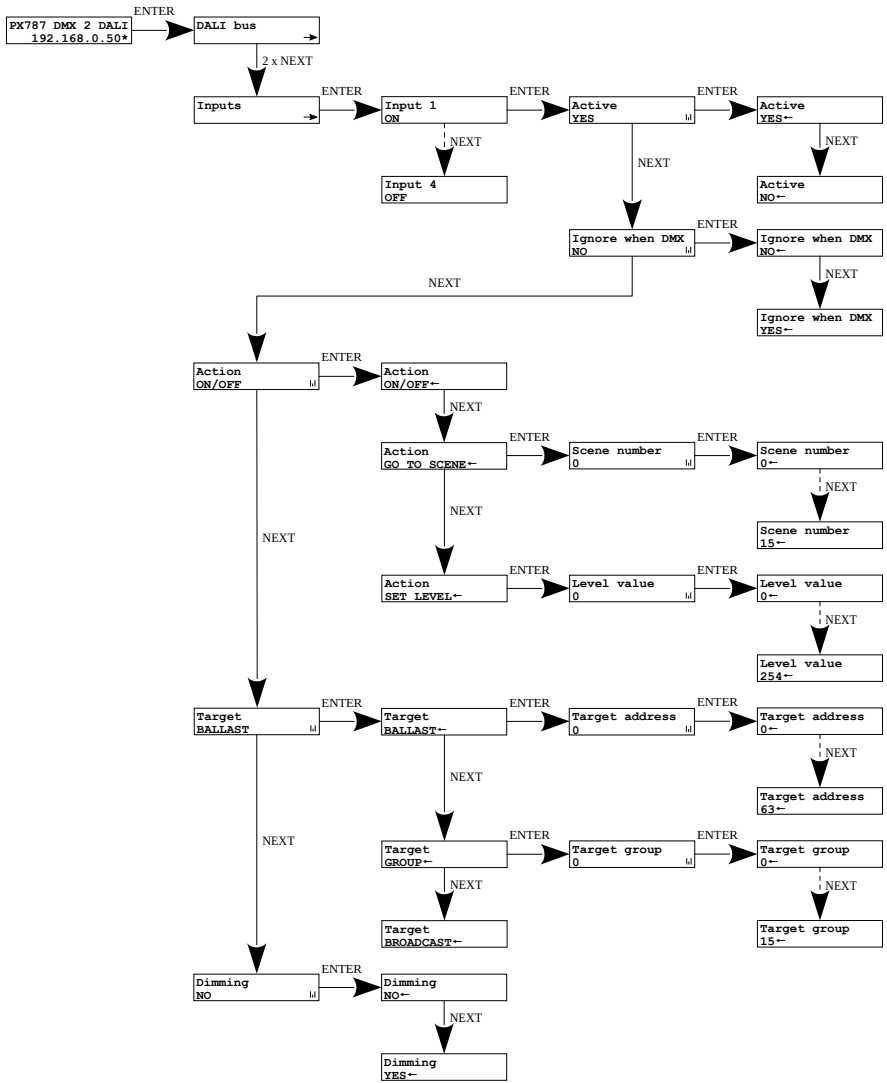 ENTER
PX787 DMX 2 DALI
192.168.0.50*
DALI bus
2 x NEXT
ENTER
ENTER
ENTER
Inputs
Input 1
ON
Active
YES
Active
YES←
NEXT
NEXT
NEXT
Input 4
OFF
Active
NO←
ENTER
Ignore when DMX
NO
Ignore when DMX
NO←
NEXT
NEXT
Ignore when DMX
YES←
ENTER
Action
ON/OFF
Action
ON/OFF←
NEXT
ENTER
ENTER
Action
GO TO SCENE←
Scene number
0
Scene number
0←
NEXT
NEXT
NEXT
Scene number
15←
ENTER
ENTER
Action
SET LEVEL←
Level value
0
Level value
0←
NEXT
Level value
254←
ENTER
ENTER
ENTER
Target
BALLAST
Target
BALLAST←
Target address
0
Target address
0←
NEXT
NEXT
Target address
63←
NEXT
ENTER
ENTER
Target
GROUP←
Target group
0
Target group
0←
NEXT
NEXT
Target
BROADCAST←
Target group
15←
ENTER
Dimming
NO
Dimming
NO←
NEXT
Dimming
YES←